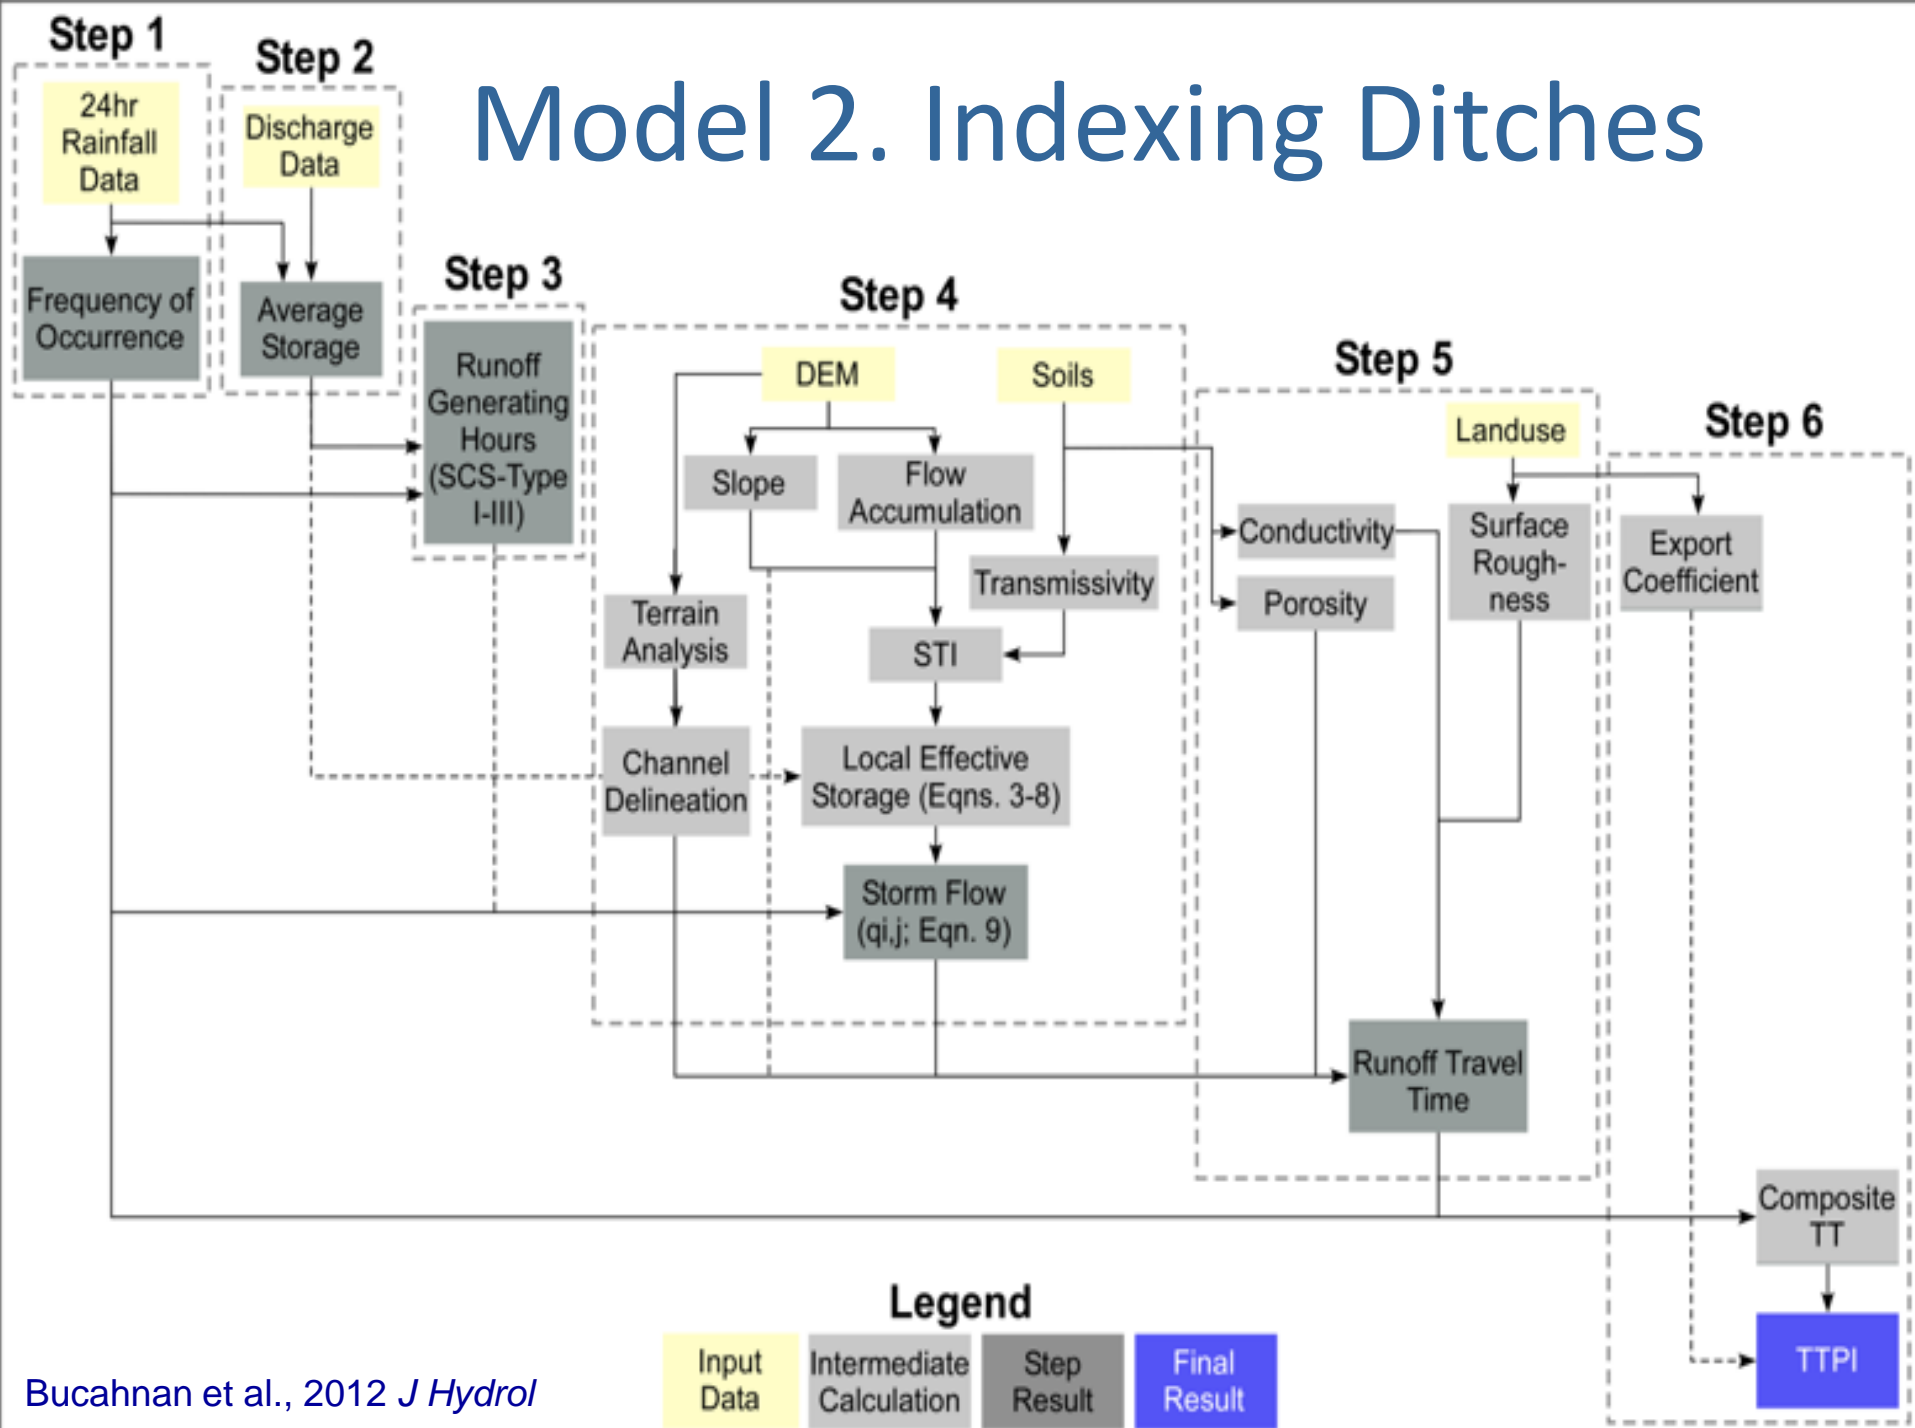 Model 2. Indexing Ditches
Step 1
24hr
Rainfall
Data
Frequency of
Occurrence
Step 2
Discharge
Data
Average
Storage
Step 3
Runoff
Generating
Hours
(SCS-Type
I-III)
Step 4
DEM
Soils
Slope
Flow
Accumulation
Transmissivity
Terrain
Analysis
STI
Channel
Delineation
Local Effective
Storage (Eqns. 3-8)
Storm Flow
(qi,j; Eqn. 9)
Step 5
Landuse
Conductivity
Porosity
Surface
Rough-
ness
Runoff Travel
Time
Step 6
Export
Coefficient
Composite
TT
TTPI
Legend
Input
Data
Intermediate
Calculation
Step
Result
Final
Result
Bucahnan et al., 2012 J Hydrol